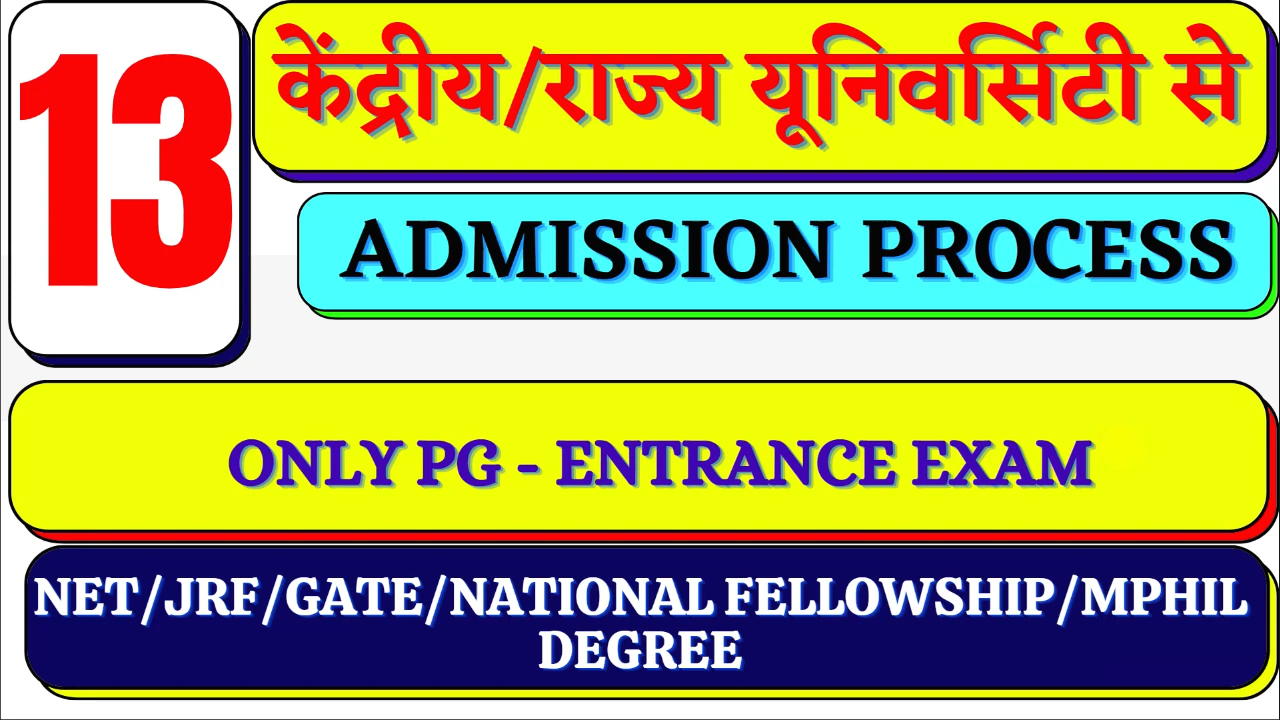 13
केंद्रीय/राज्य यूनिवर्सिटी से
ADMISSION PROCESS
ONLY PG - ENTRANCE EXAM
NET/JRF/GATE/NATIONAL FELLOWSHIP/MPHIL
DEGREE